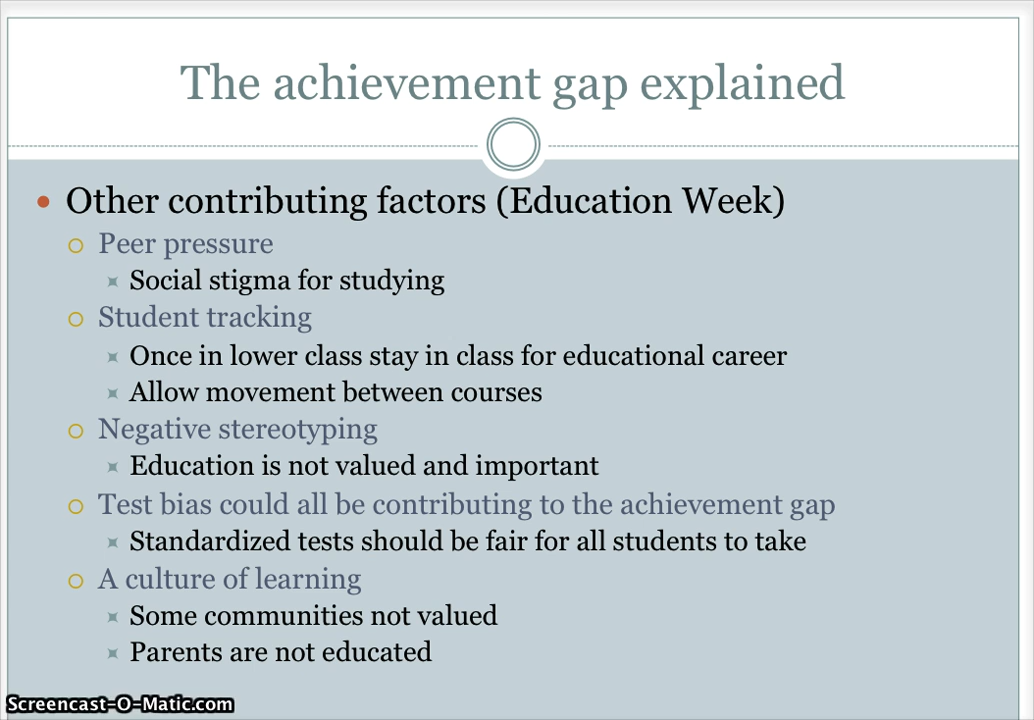 The achievement gap explained
Other contributing factors (Education Week)
Peer pressure
Social stigma for studying
Student tracking
Once in lower class stay in class for educational career
Allow movement between courses
Negative stereotyping
Education is not valued and important
Test bias could all be contributing to the achievement gap
Standardized tests should be fair for all students to take
A culture of learning
Some communities not valued
Parents are not educated
Screencast-O-Matic.com